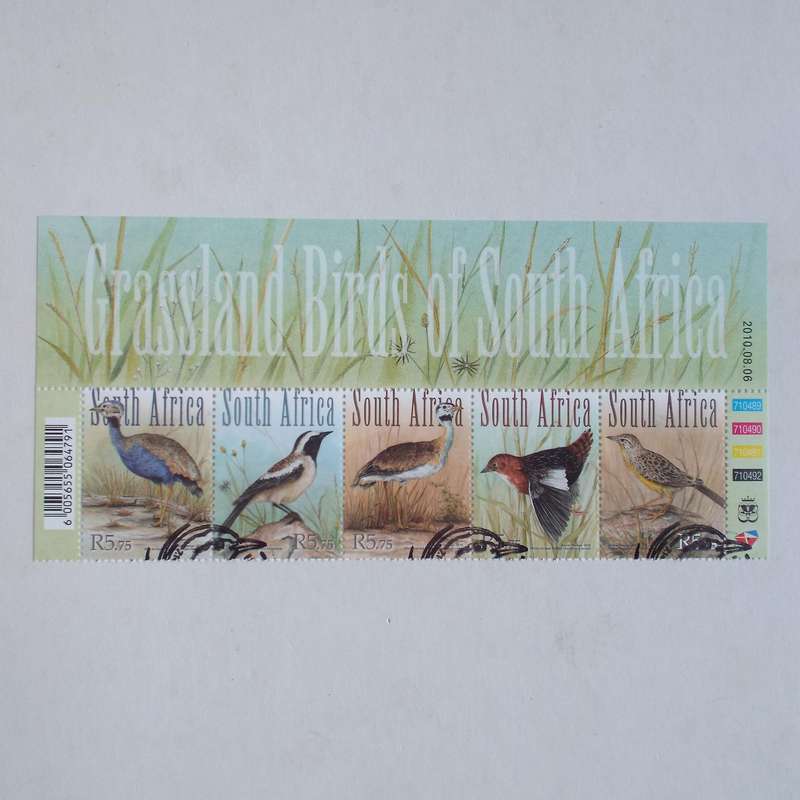 Grassland Birds of South Africa
2010.08.06
South Africa
R5.75
South Africa
R5.75
South Africa
R5.75
South Africa
South Africa
710489
710490
710491
710492
6 005655 064791